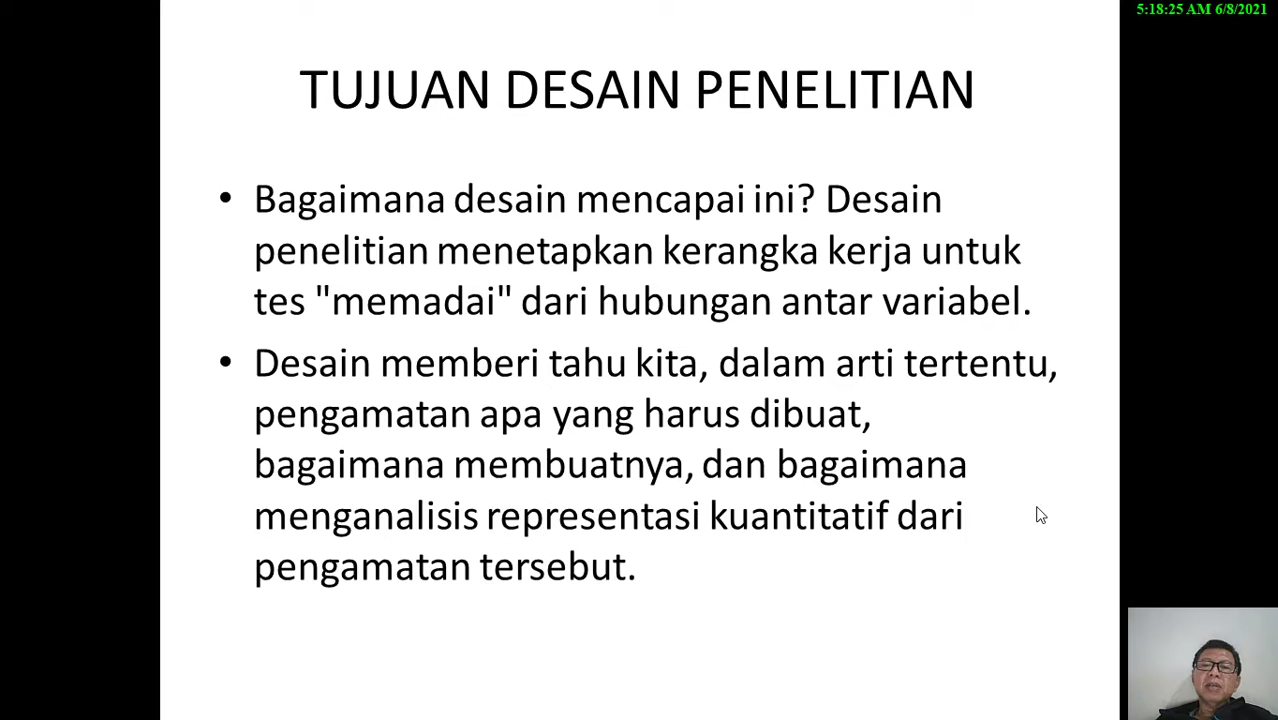 5:18:25 AM 6/8/2021
TUJUAN DESAIN PENELITIAN
• Bagaimana desain mencapai ini? Desain
penelitian menetapkan kerangka kerja untuk
tes "memadai" dari hubungan antar variabel.
• Desain memberi tahu kita, dalam arti tertentu,
pengamatan apa yang harus dibuat,
bagaimana membuatnya, dan bagaimana
menganalisis representasi kuantitatif dari
pengamatan tersebut.